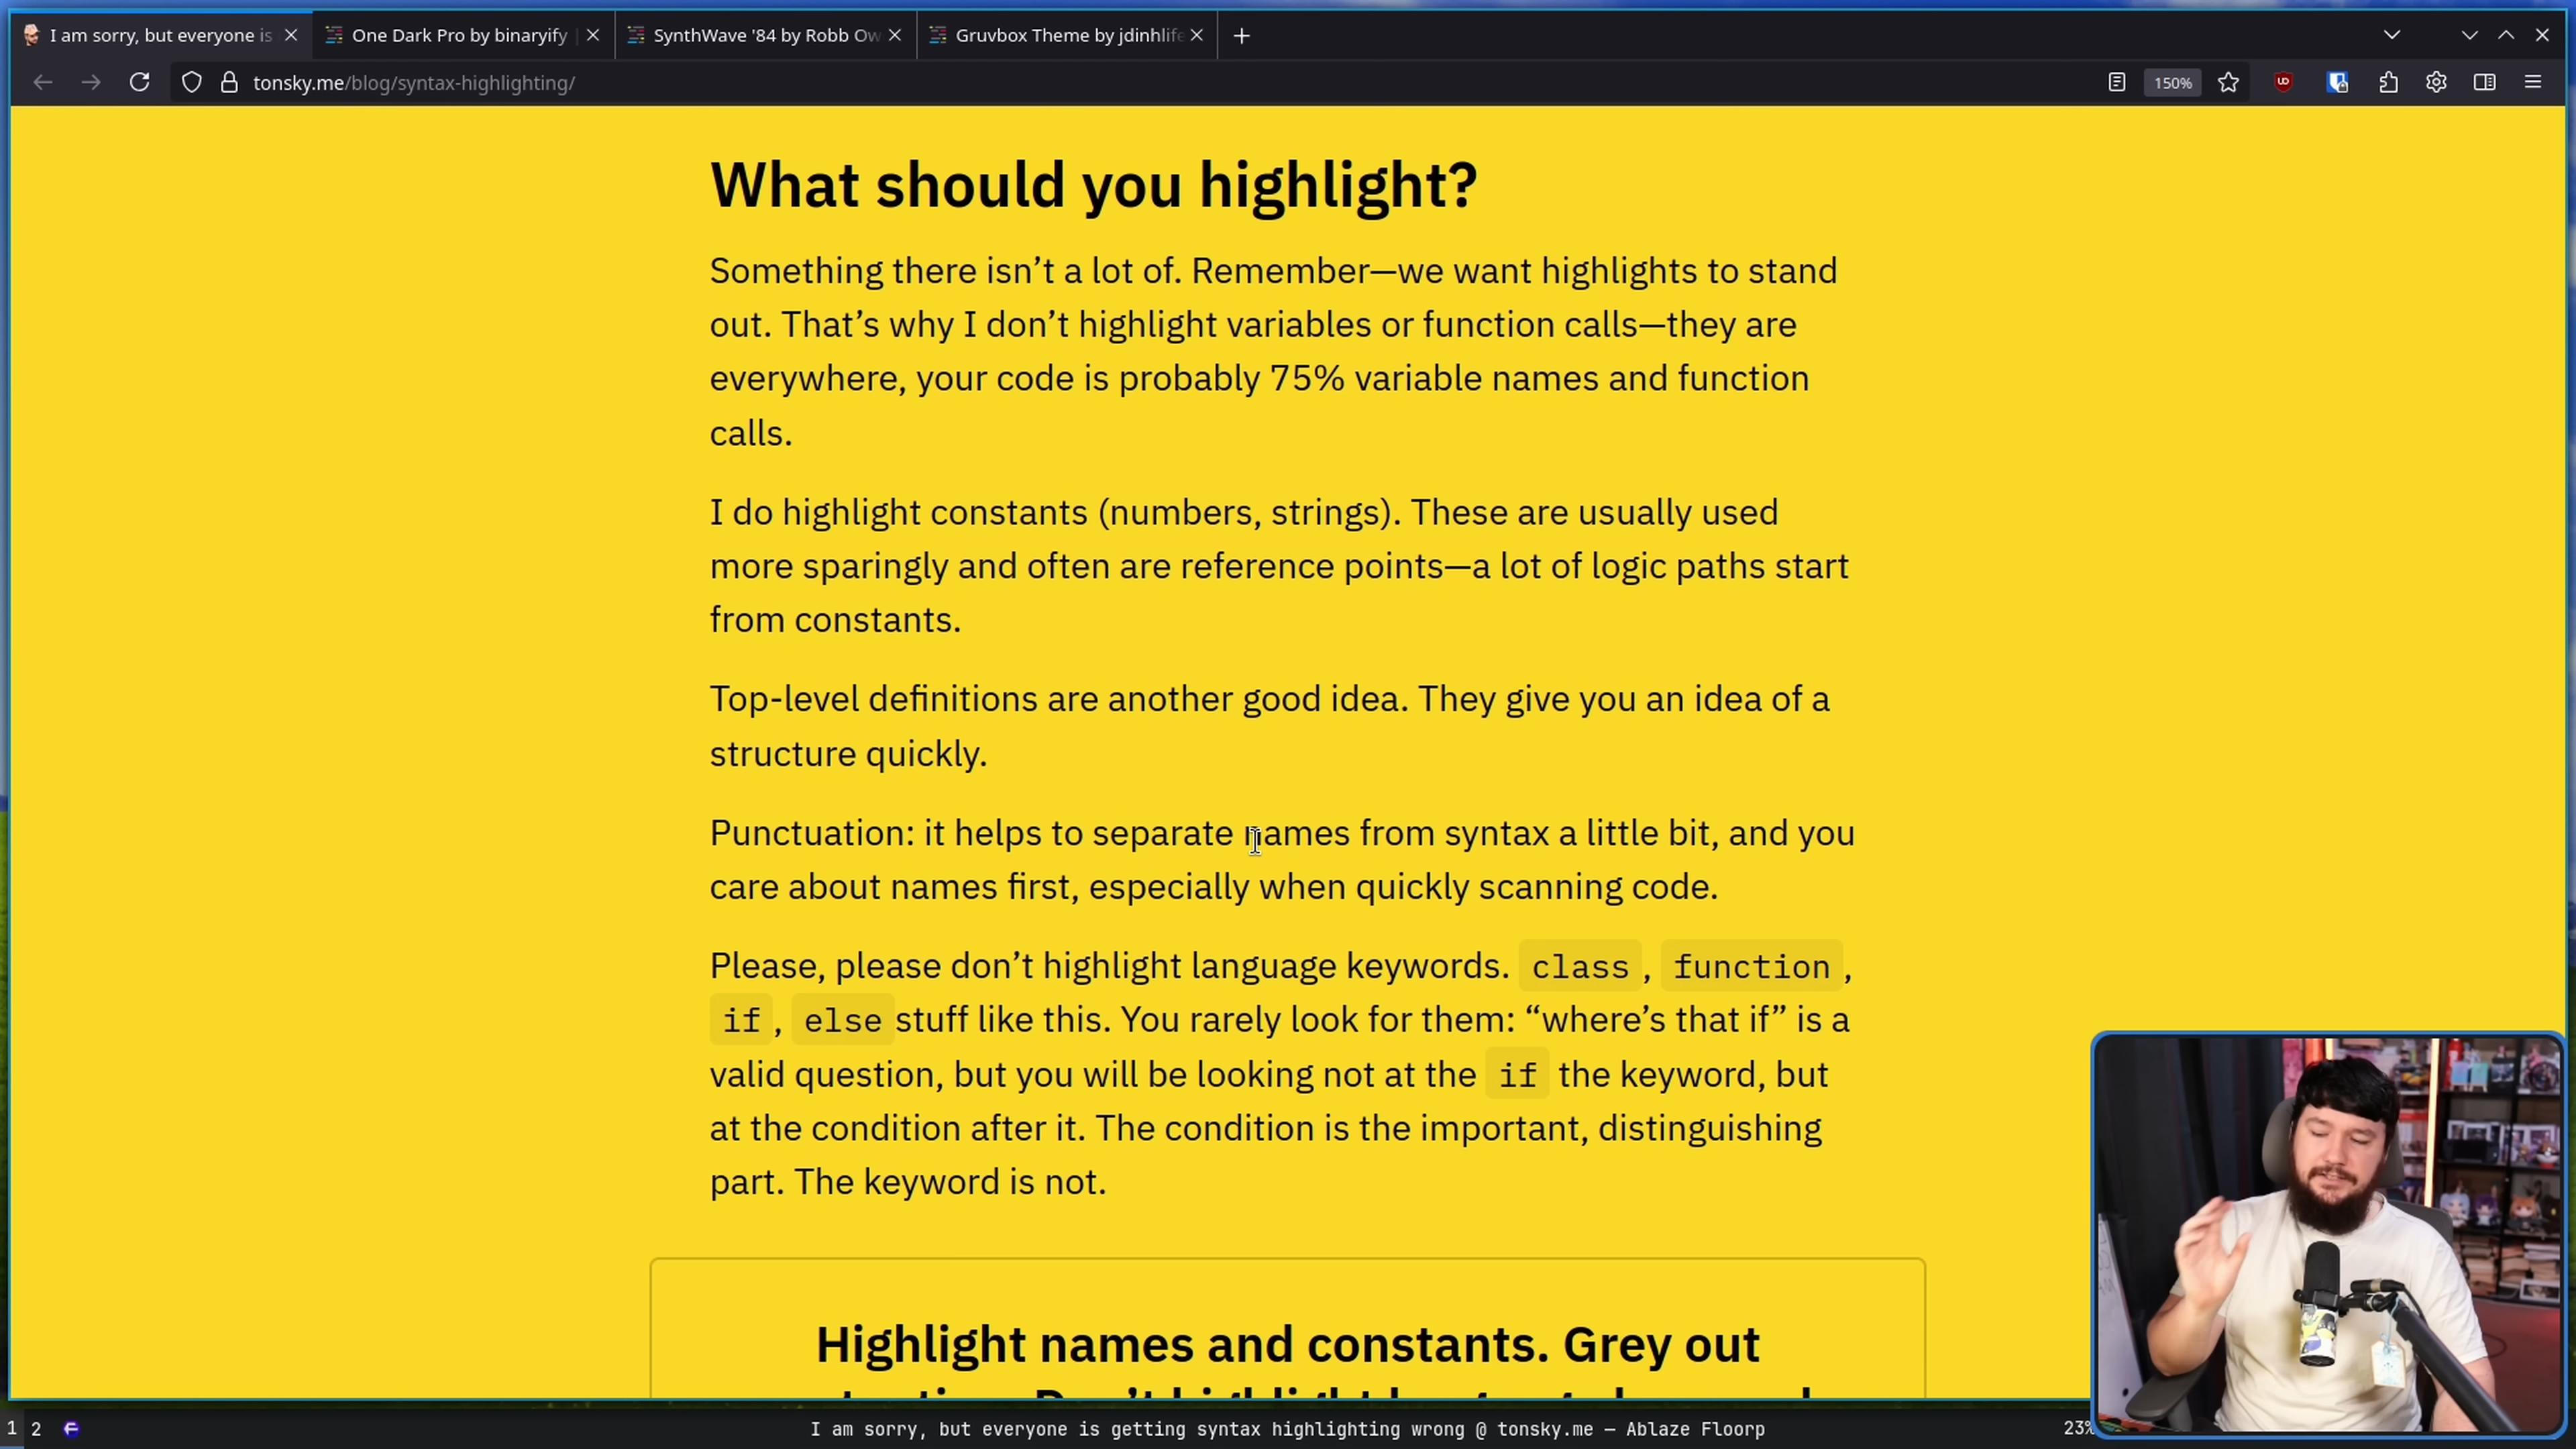 I am sorry, but everyone is
One Dark Pro by binaryify |
SynthWave '84 by Robb Ow
Gruvbox Theme by jdinhlife
tonsky.me/blog/syntax-highlighting/
150%
What should you highlight?
Something there isn’t a lot of. Remember—we want highlights to stand
out. That’s why I don’t highlight variables or function calls—they are
everywhere, your code is probably 75% variable names and function
calls.
I do highlight constants (numbers, strings). These are usually used
more sparingly and often are reference points—a lot of logic paths start
from constants.
Top-level definitions are another good idea. They give you an idea of a
structure quickly.
Punctuation: it helps to separate names from syntax a little bit, and you
care about names first, especially when quickly scanning code.
Please, please don’t highlight language keywords. class, function,
if, else stuff like this. You rarely look for them: “where’s that if” is a
valid question, but you will be looking not at the if the keyword, but
at the condition after it. The condition is the important, distinguishing
part. The keyword is not.
Highlight names and constants. Grey out
1 2
I am sorry, but everyone is getting syntax highlighting wrong @ tonsky.me — Ablaze Floorp
23%